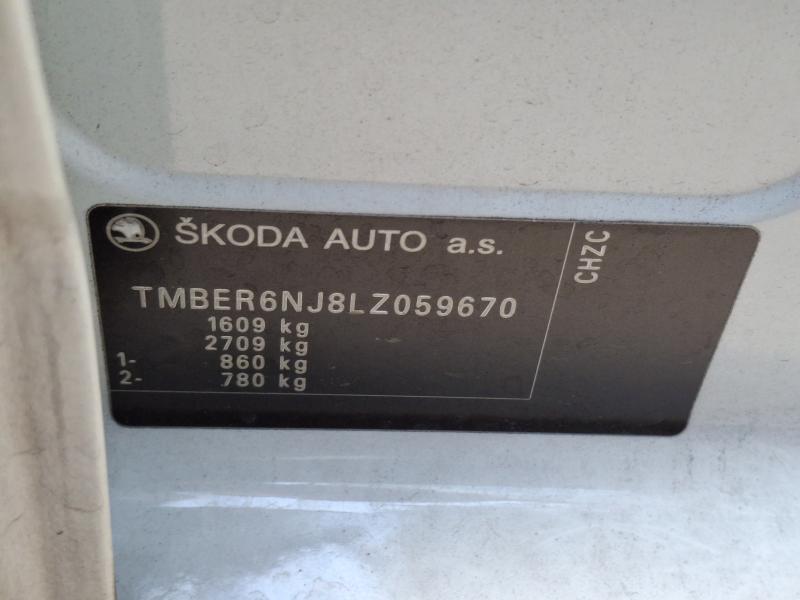 ŠKODA AUTO a.s.
CHZC
TMBER6NJ8LZ059670
1609 kg
2709 kg
1- 860 kg
2- 780 kg